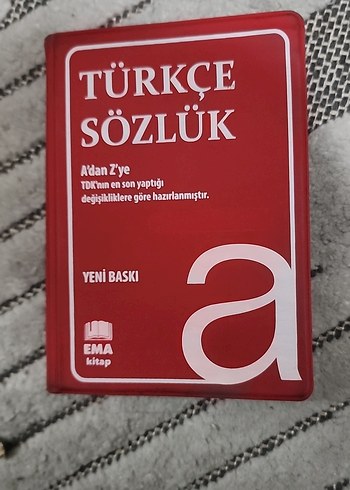 TÜRKÇE
SÖZLÜK
A'dan Z'ye
TDK'nın en son yaptığı
değişikliklere göre hazırlanmıştır.
YENİ BASKI
a
EMA
kitap